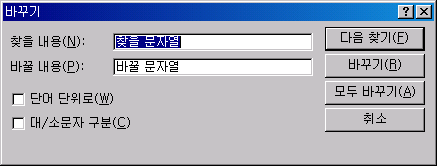 바꾸기
찾을 내용(N): 찾을 문자열 다음 찾기(F)
바꿀 내용(P): 바꿀 문자열 바꾸기(R)
모두 바꾸기(A)
단어 단위로(W)
대/소문자 구분(C) 취소